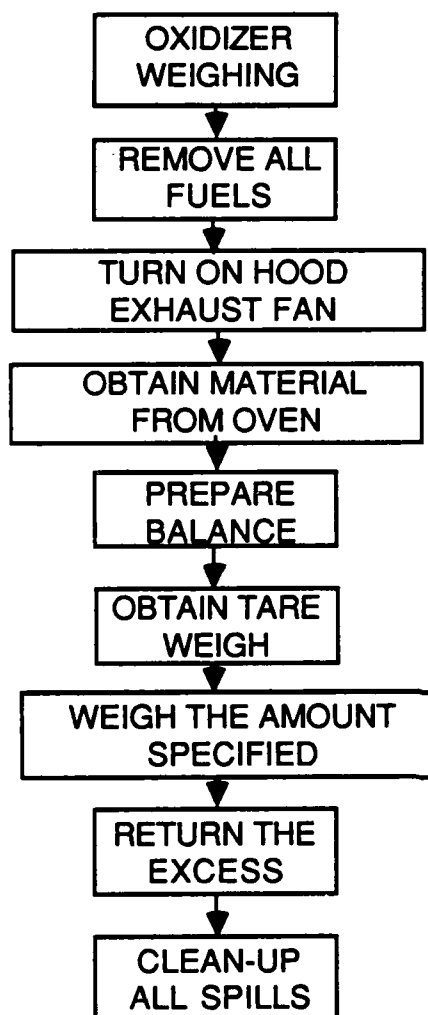 OXIDIZER
WEIGHING
REMOVE ALL
FUELS
TURN ON HOOD
EXHAUST FAN
OBTAIN MATERIAL
FROM OVEN
PREPARE
BALANCE
OBTAIN TARE
WEIGH
WEIGH THE AMOUNT
SPECIFIED
RETURN THE
EXCESS
CLEAN-UP
ALL SPILLS